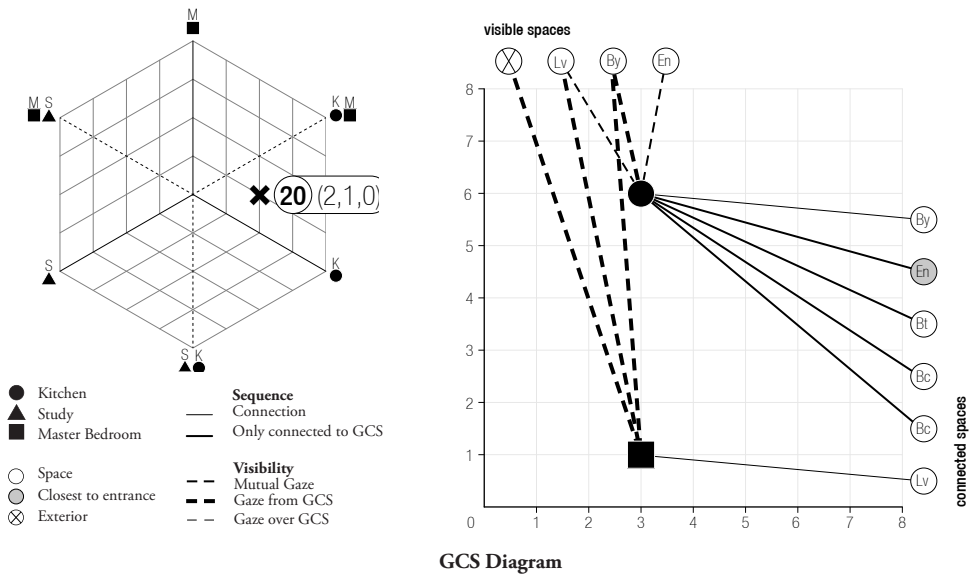 M
M S
K M
20 (2,1,0)
S
K
S K
Kitchen
Study
Master Bedroom
Space
Closest to entrance
Exterior
Sequence
Connection
Only connected to GCS
Visibility
Mutual Gaze
Gaze from GCS
Gaze over GCS
visible spaces
Lv By En
8
7
6
5
4
3
2
1
0 1 2 3 4 5 6 7 8
By
En
Bt
Bc
Bc
Lv
connected spaces
GCS Diagram